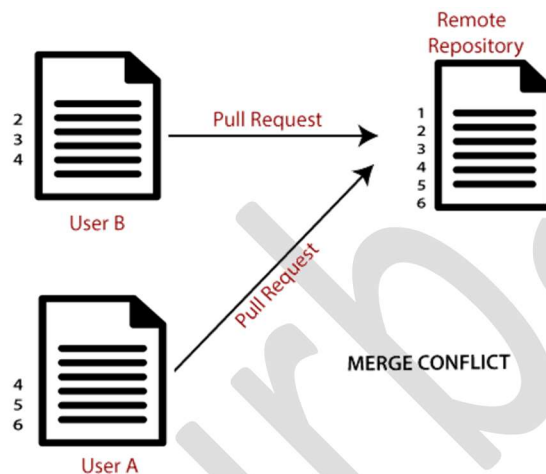 Remote
Repository
2
3
4
Pull Request
1
2
3
4
5
6
User B
Pull Request
MERGE CONFLICT
4
5
6
User A